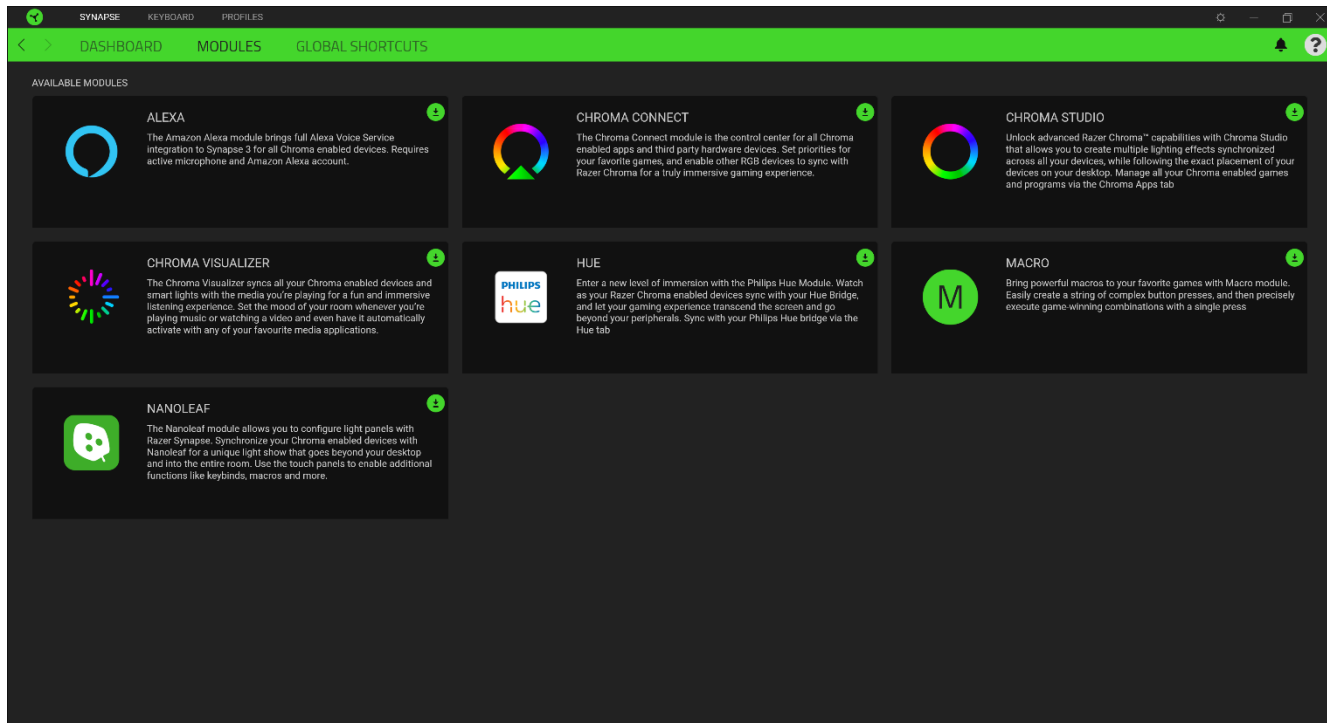 SYNAPSE KEYBOARD PROFILES
DASHBOARD MODULES GLOBAL SHORTCUTS
?
AVAILABLE MODULES
ALEXA
The Amazon Alexa module brings full Alexa Voice Service
integration to Synapse 3 for all Chroma enabled devices. Requires
active microphone and Amazon Alexa account.
CHROMA CONNECT
The Chroma Connect module is the control center for all Chroma
enabled apps and third party hardware devices. Set priorities for
your favorite games, and enable other RGB devices to sync with
Razer Chroma for a truly immersive gaming experience.
CHROMA STUDIO
Unlock advanced Razer Chroma™ capabilities with Chroma Studio
that allows you to create multiple lighting effects synchronized
across all your devices, while following the exact placement of your
devices on your desktop. Manage all your Chroma enabled games
and programs via the Chroma Apps tab
CHROMA VISUALIZER
The Chroma Visualizer syncs all your Chroma enabled devices and
smart lights with the media you're playing for a fun and immersive
listening experience. Set the mood of your room whenever you're
playing music or watching a video and even have it automatically
activate with any of your favourite media applications.
PHILIPS
hue
HUE
Enter a new level of immersion with the Philips Hue Module. Watch
as your Razer Chroma enabled devices sync with your Hue Bridge,
and let your gaming experience transcend the screen and go
beyond your peripherals. Sync with your Philips Hue bridge via the
Hue tab
M
MACRO
Bring powerful macros to your favorite games with Macro module.
Easily create a string of complex button presses, and then precisely
execute game-winning combinations with a single press
NANOLEAF
The Nanoleaf module allows you to configure light panels with
Razer Synapse. Synchronize your Chroma enabled devices with
Nanoleaf for a unique light show that goes beyond your desktop
and into the entire room. Use the touch panels to enable additional
functions like keybinds, macros and more.